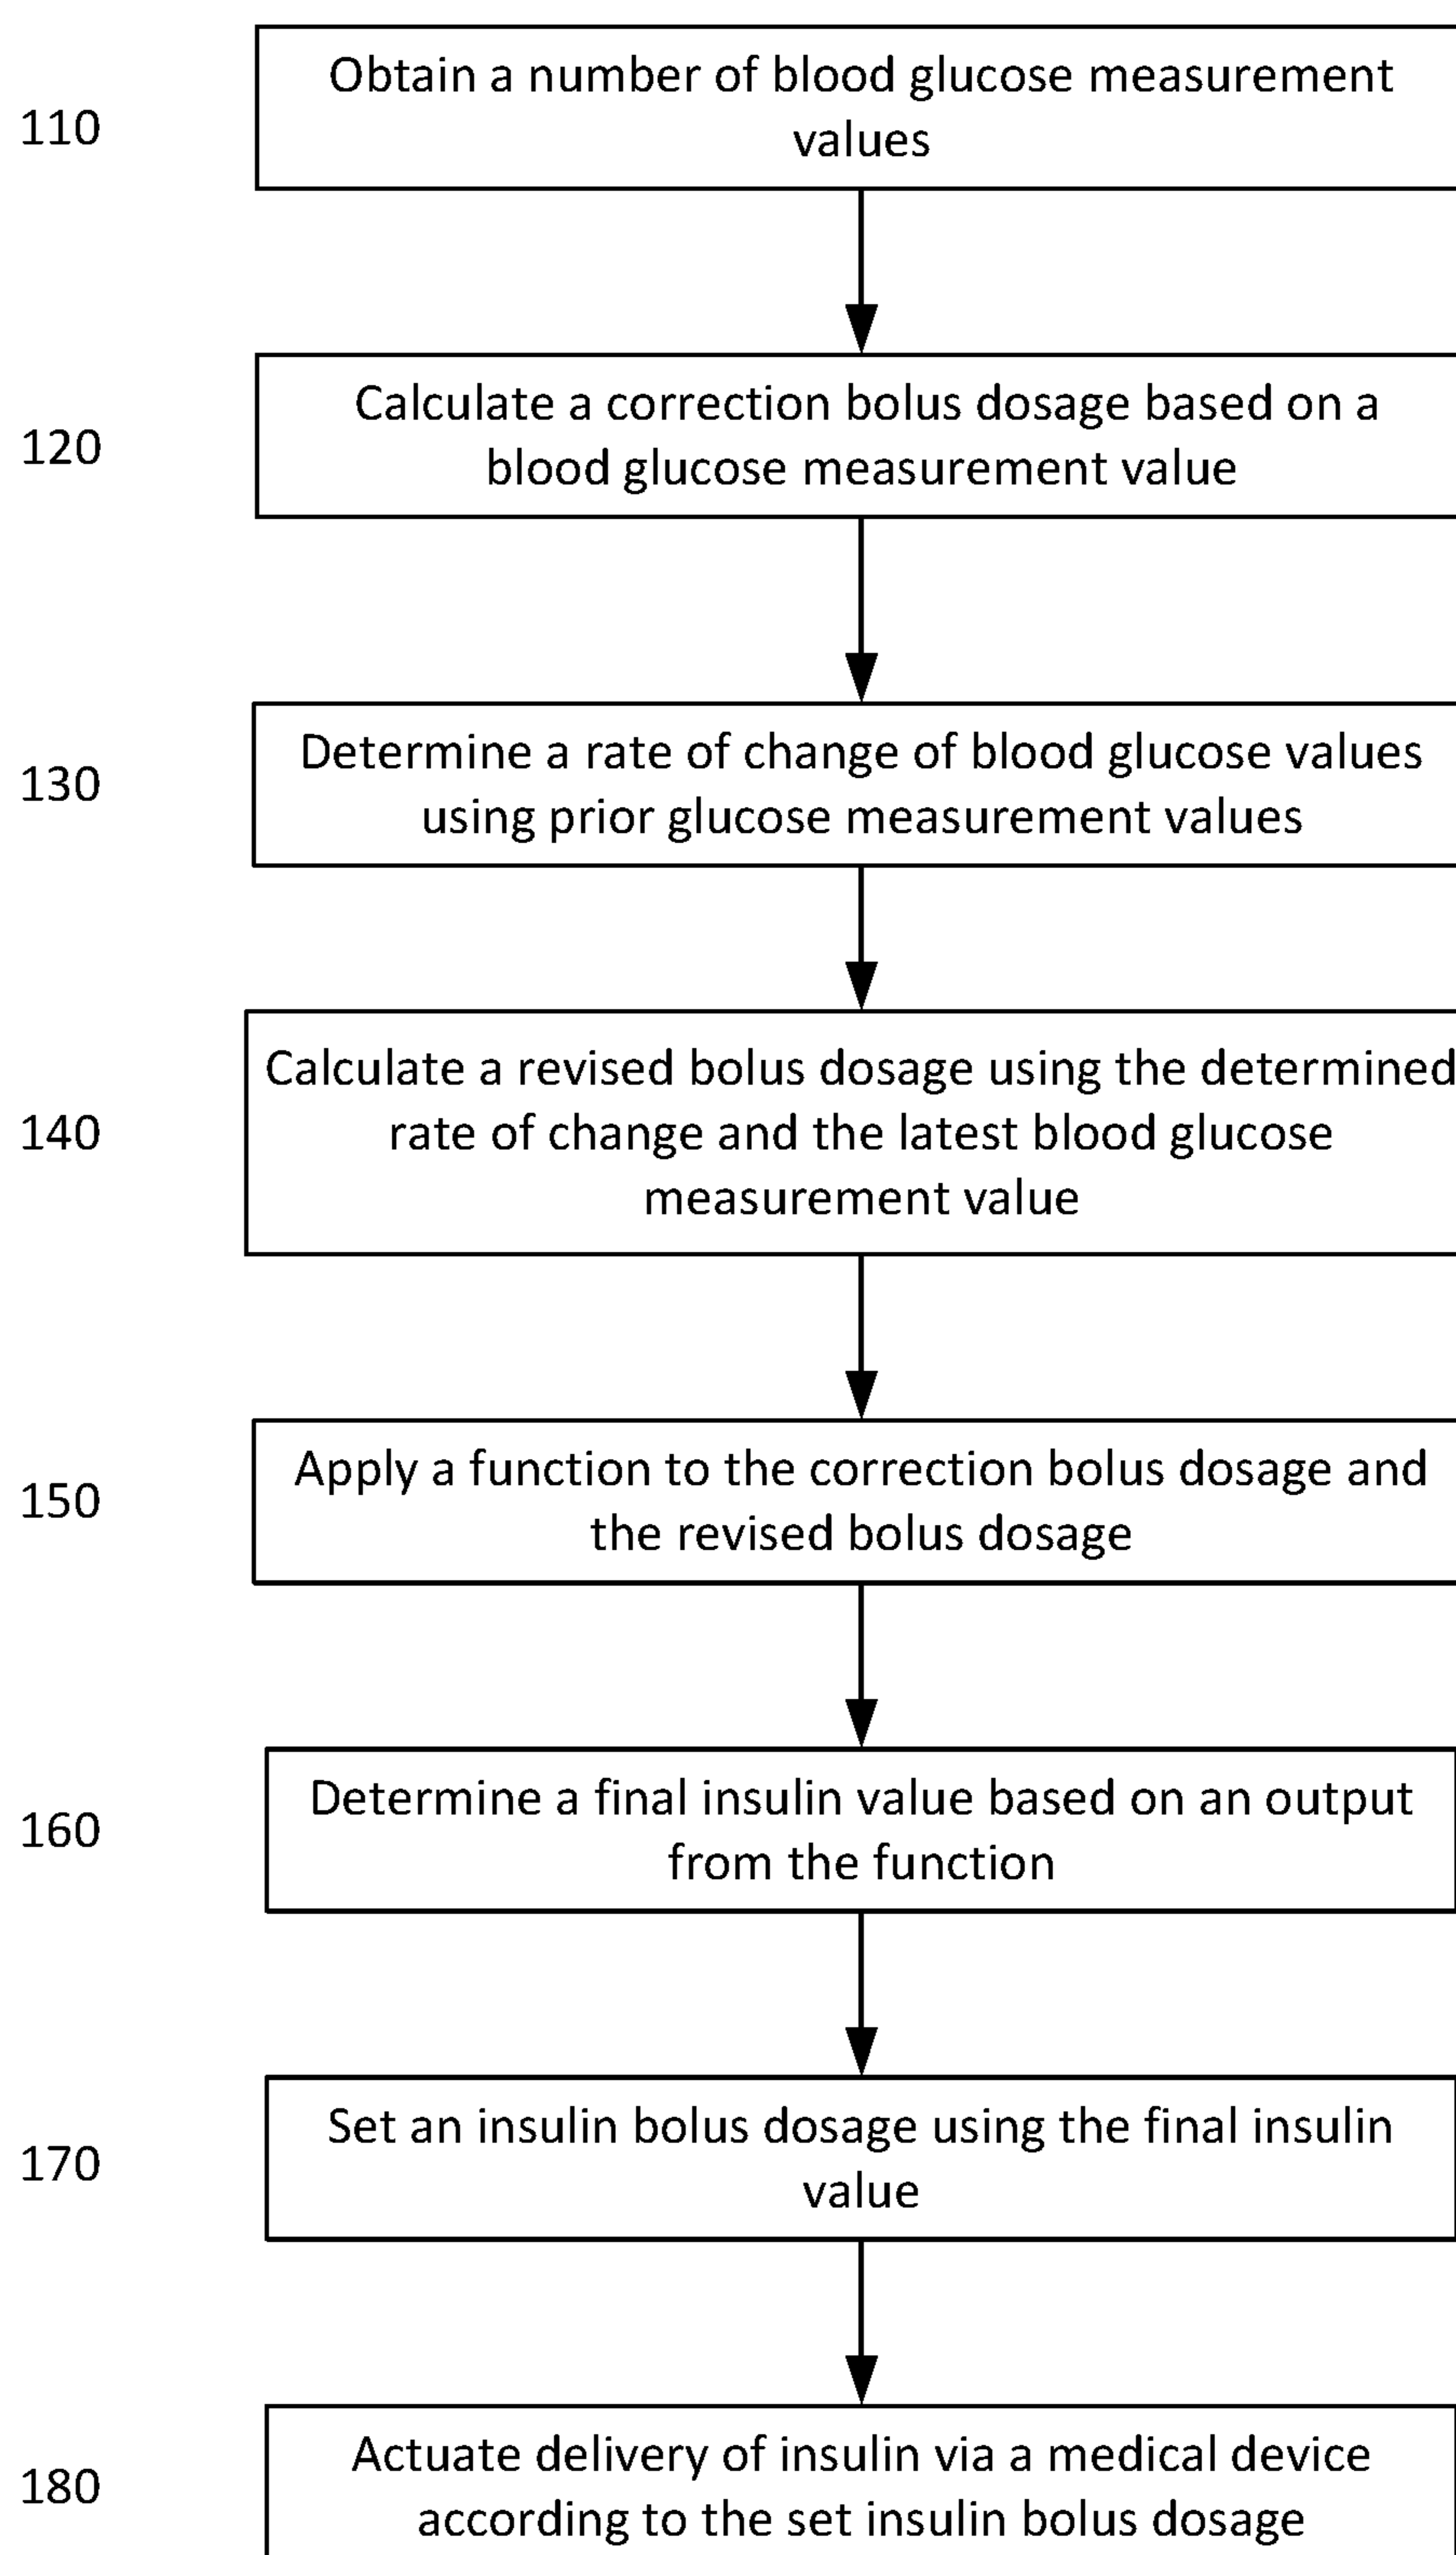 110
Obtain a number of blood glucose measurement
values
120
Calculate a correction bolus dosage based on a
blood glucose measurement value
130
Determine a rate of change of blood glucose values
using prior glucose measurement values
140
Calculate a revised bolus dosage using the determined
rate of change and the latest blood glucose
measurement value
150
Apply a function to the correction bolus dosage and
the revised bolus dosage
160
Determine a final insulin value based on an output
from the function
170
Set an insulin bolus dosage using the final insulin
value
180
Actuate delivery of insulin via a medical device
according to the set insulin bolus dosage